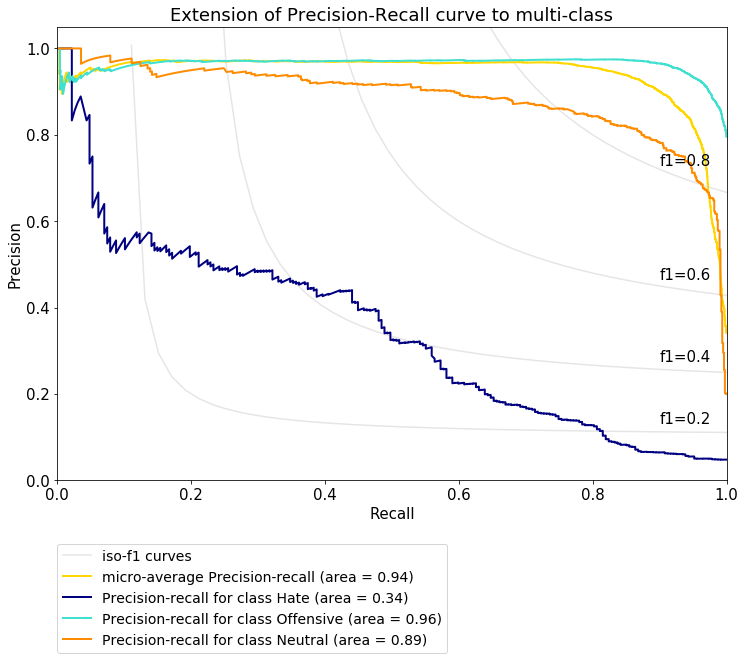 Extension of Precision-Recall curve to multi-class
1.0
0.8
0.6
0.4
0.2
0.0
Precision
f1=0.8
f1=0.6
f1=0.4
f1=0.2
0.0 0.2 0.4 0.6 0.8 1.0
Recall
iso-f1 curves
micro-average Precision-recall (area = 0.94)
Precision-recall for class Hate (area = 0.34)
Precision-recall for class Offensive (area = 0.96)
Precision-recall for class Neutral (area = 0.89)